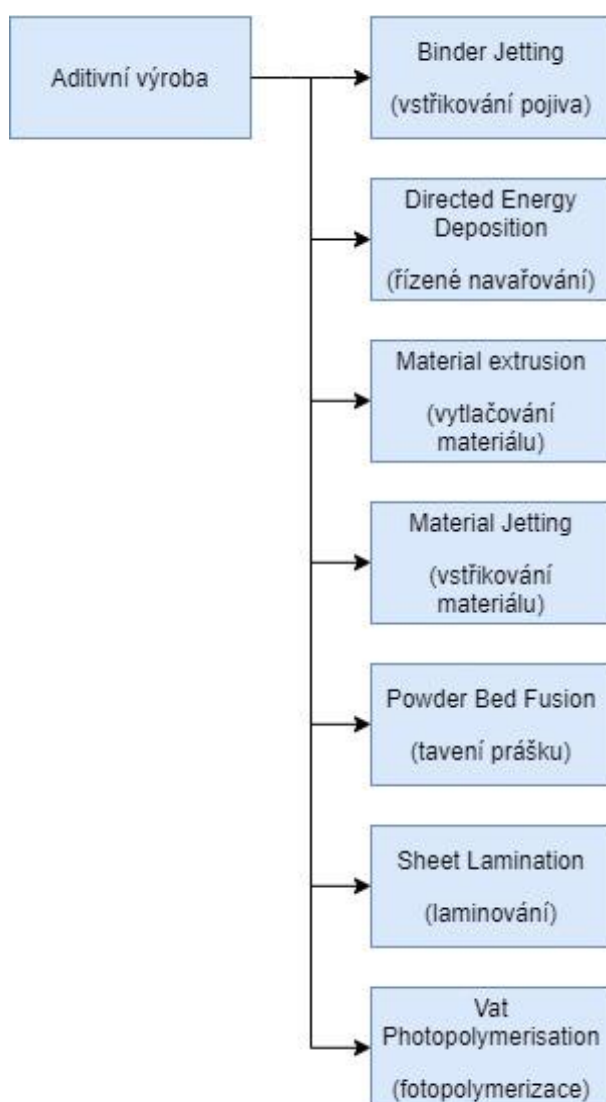 Aditivní výroba
Binder Jetting
(vstřikování pojiva)
Directed Energy
Deposition
(řízené navařování)
Material extrusion
(vytlačování
materiálu)
Material Jetting
(vstřikování
materiálu)
Powder Bed Fusion
(tavení prášku)
Sheet Lamination
(laminování)
Vat
Photopolymerisation
(fotopolymerizace)